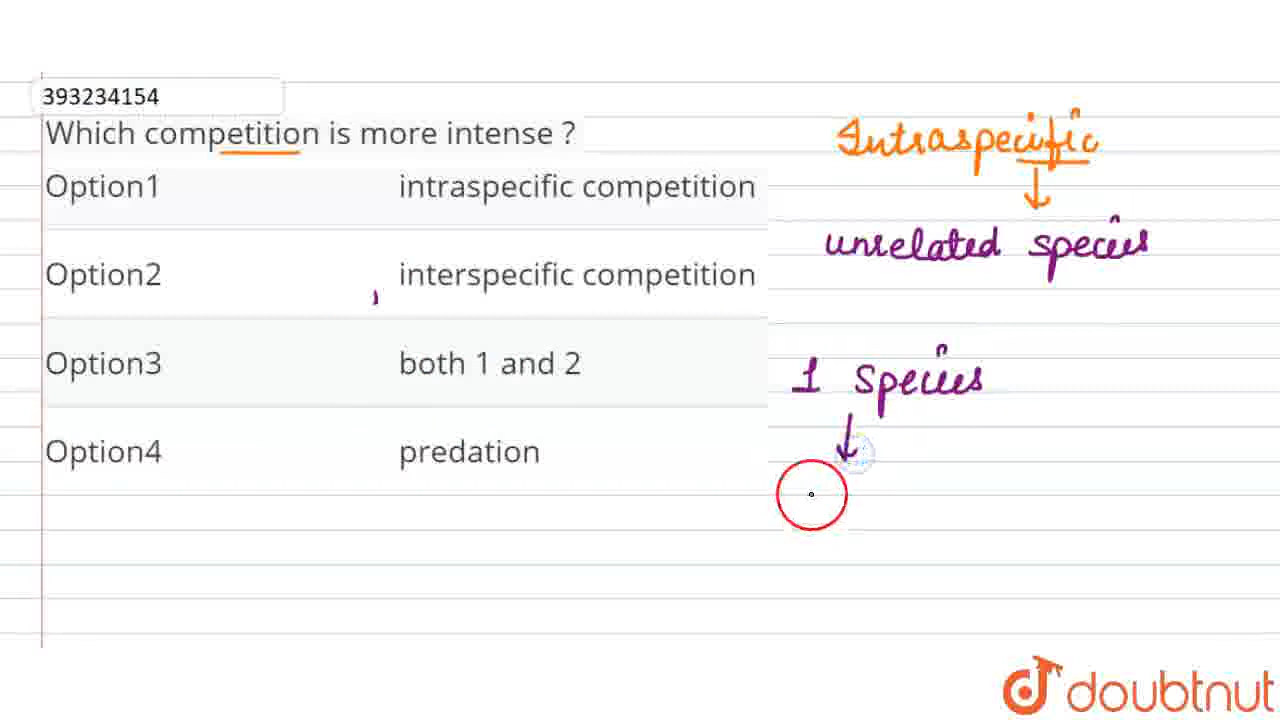 393234154
Which competition is more intense ?
Option1 intraspecific competition
Option2 interspecific competition
Option3 both 1 and 2
Option4 predation
Intraspecific
unrelated species
1 species
doubtnut